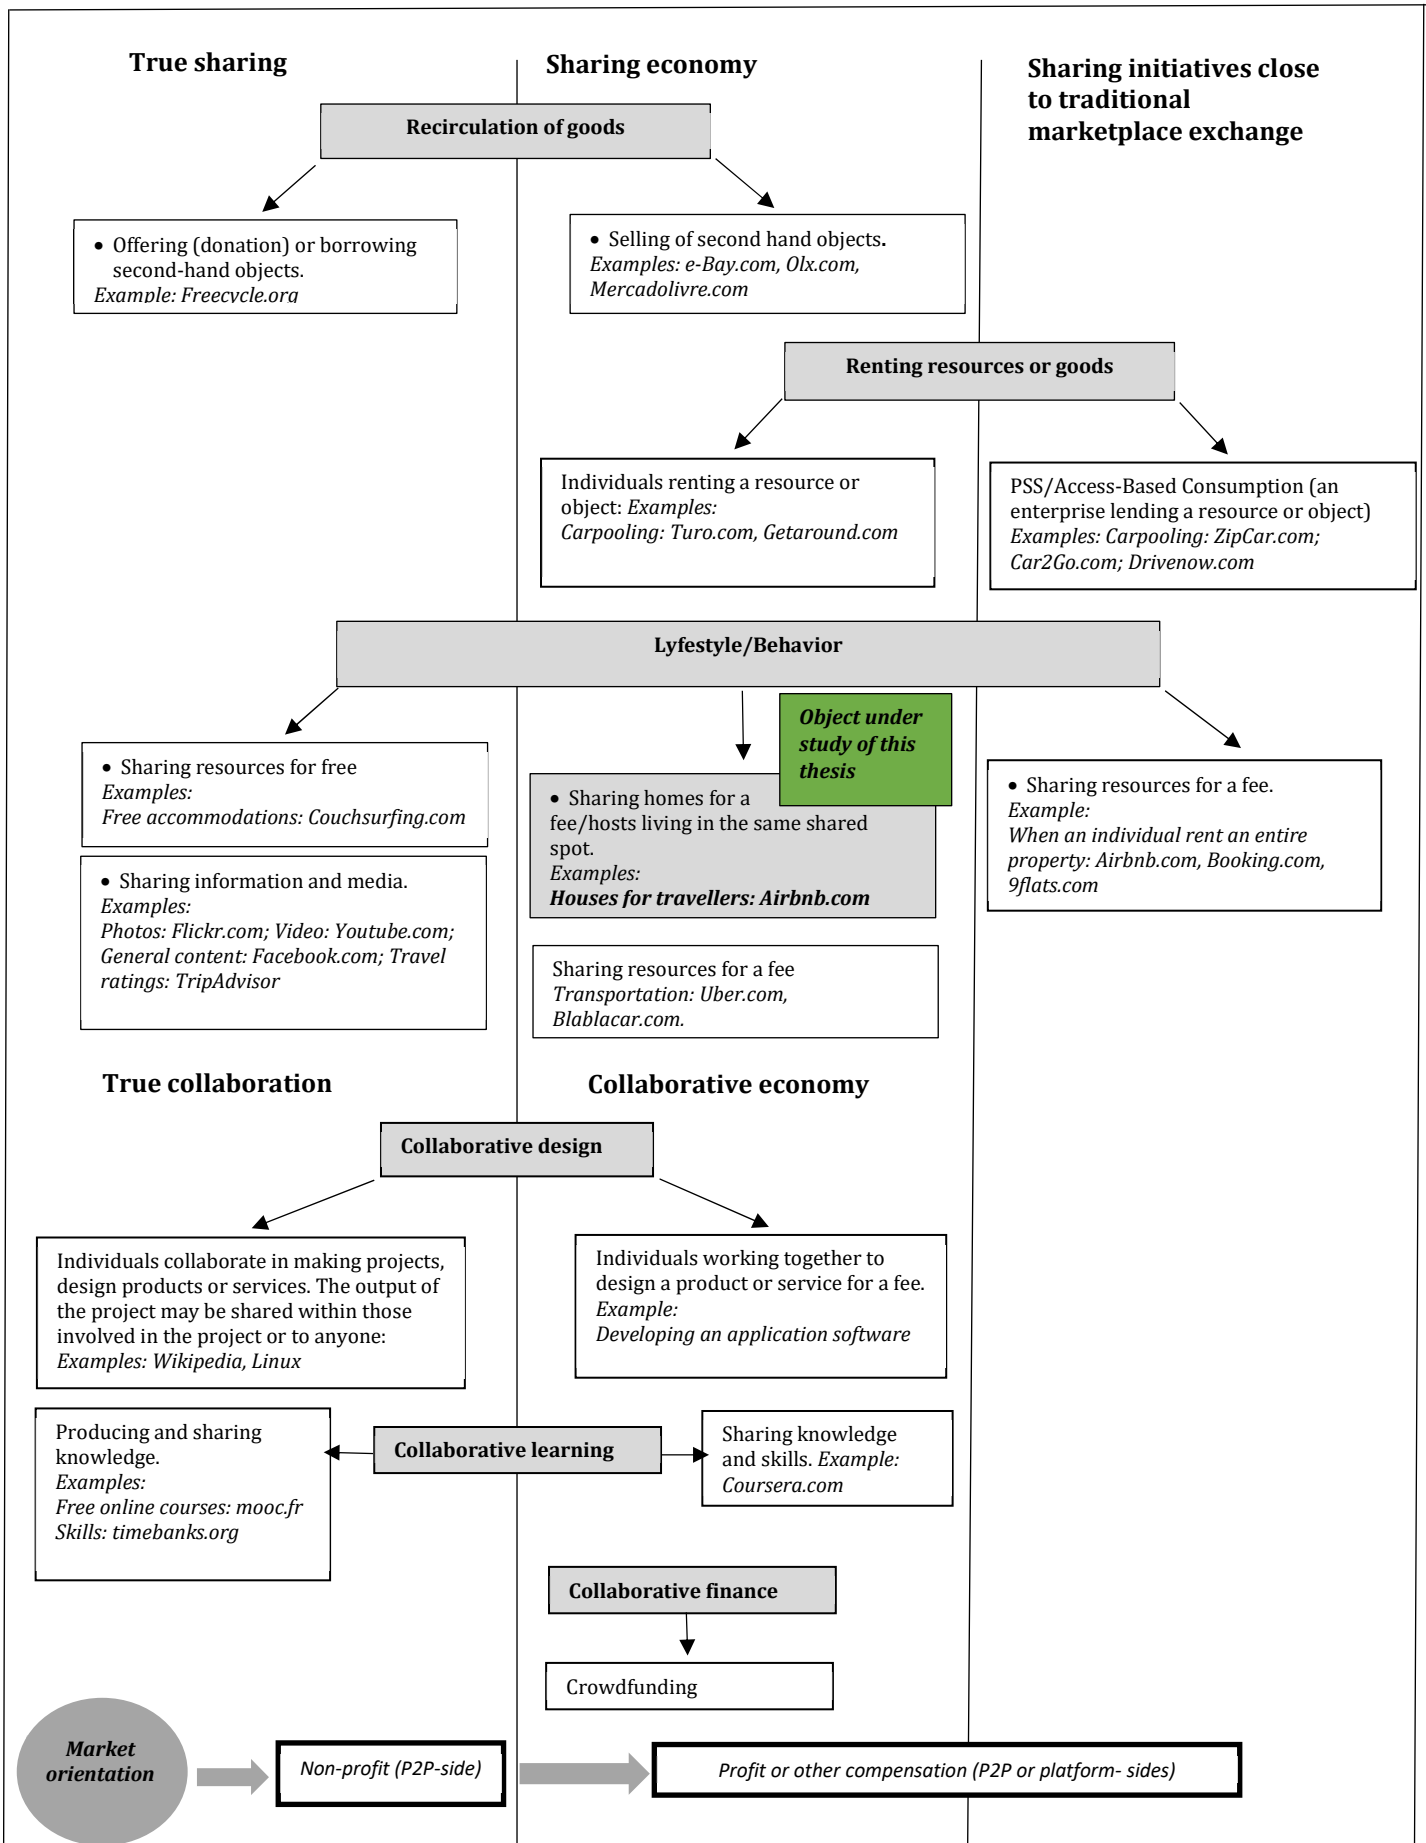 True sharing
Sharing economy
Sharing initiatives close
to traditional
marketplace exchange
Recirculation of goods
• Offering (donation) or borrowing
second-hand objects.
Example: Freecycle.org
• Selling of second hand objects.
Examples: e-Bay.com, Olx.com,
Mercadolivre.com
Renting resources or goods
Individuals renting a resource or
object: Examples:
Carpooling: Turo.com, Getaround.com
PSS/Access-Based Consumption (an
enterprise lending a resource or object)
Examples: Carpooling: ZipCar.com;
Car2Go.com; Drivenow.com
Lyfestyle/Behavior
Object under
study of this
thesis
• Sharing resources for free
Examples:
Free accommodations: Couchsurfing.com
• Sharing homes for a
fee/hosts living in the same shared
spot.
Examples:
Houses for travellers: Airbnb.com
• Sharing resources for a fee.
Example:
When an individual rent an entire
property: Airbnb.com, Booking.com,
9flats.com
• Sharing information and media.
Examples:
Photos: Flickr.com; Video: Youtube.com;
General content: Facebook.com; Travel
ratings: TripAdvisor
Sharing resources for a fee
Transportation: Uber.com,
Blablacar.com.
True collaboration
Collaborative economy
Collaborative design
Individuals collaborate in making projects,
design products or services. The output of
the project may be shared within those
involved in the project or to anyone:
Examples: Wikipedia, Linux
Individuals working together to
design a product or service for a fee.
Example:
Developing an application software
Producing and sharing
knowledge.
Examples:
Free online courses: mooc.fr
Skills: timebanks.org
Collaborative learning
Sharing knowledge
and skills. Example:
Coursera.com
Collaborative finance
Crowdfunding
Market
orientation
Non-profit (P2P-side)
Profit or other compensation (P2P or platform- sides)